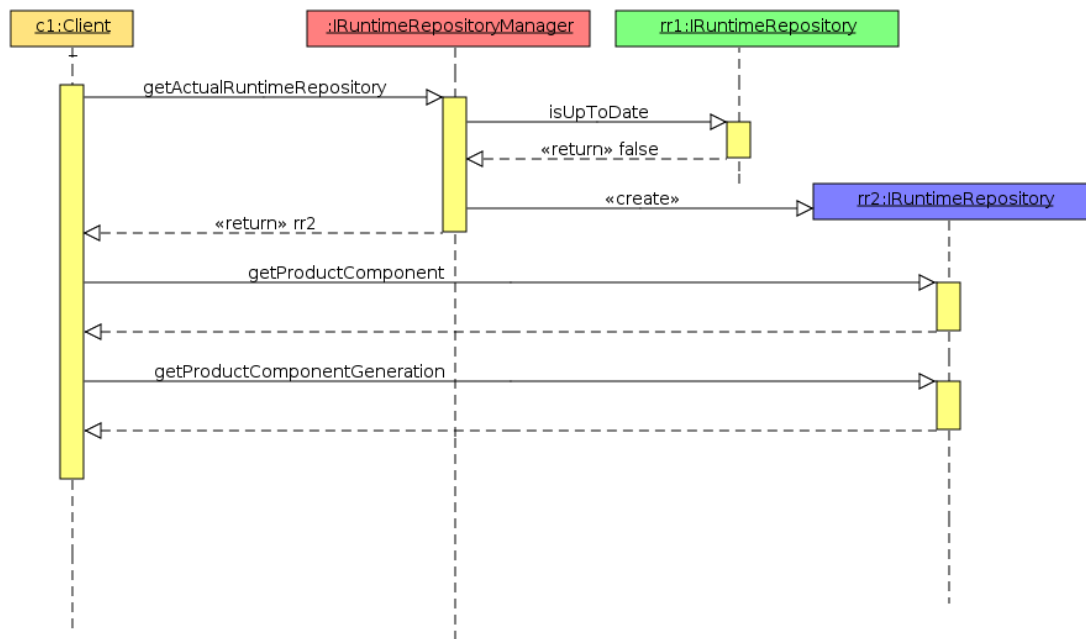 c1:Client
:IRuntimeRepositoryManager
rr1:IRuntimeRepository
getActualRuntimeRepository
isUpToDate
«return» false
rr2:IRuntimeRepository
«create»
«return» rr2
getProductComponent
getProductComponentGeneration